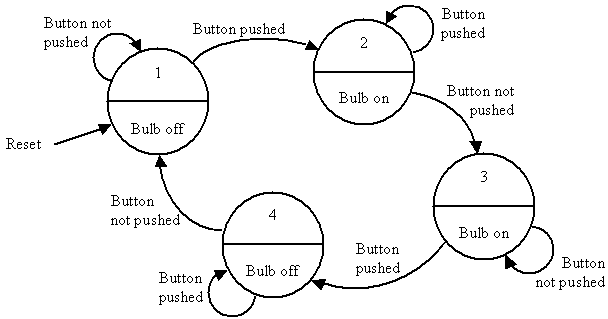 Button not
pushed
Button pushed
Button
pushed
1
Bulb off
2
Bulb on
Button not
pushed
Reset
3
Bulb on
Button
not pushed
4
Bulb off
Button
pushed
Button
pushed
Button
not pushed